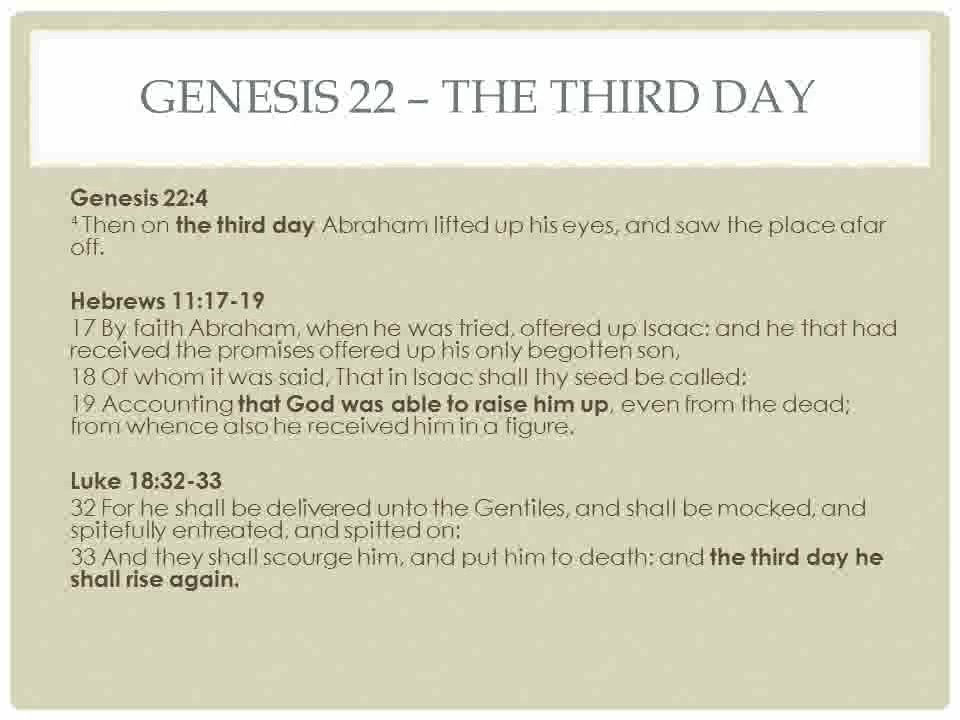 GENESIS 22 – THE THIRD DAY
Genesis 22:4
⁴ Then on the third day Abraham lifted up his eyes, and saw the place afar
off.
Hebrews 11:17-19
17 By faith Abraham, when he was tried, offered up Isaac: and he that had
received the promises offered up his only begotten son,
18 Of whom it was said, That in Isaac shall thy seed be called:
19 Accounting that God was able to raise him up, even from the dead;
from whence also he received him in a figure.
Luke 18:32-33
32 For he shall be delivered unto the Gentiles, and shall be mocked, and
spitefully entreated, and spitted on:
33 And they shall scourge him, and put him to death: and the third day he
shall rise again.